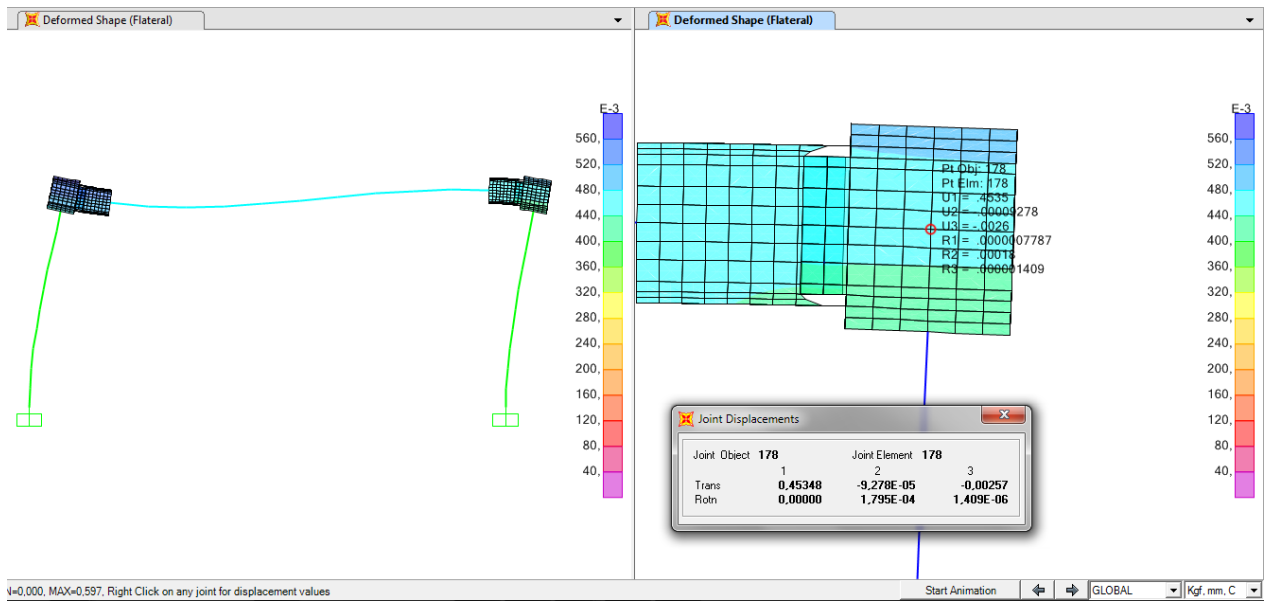 Deformed Shape (Flateral)
E-3
560,
520,
480,
440,
400,
360,
320,
280,
240,
200,
160,
120,
80,
40,
Deformed Shape (Flateral)
Pt Obj: 178
Pt Elm: 178
U1 = .4535
U2 = -.00009278
U3 = -.0026
R1 = .0000007787
R2 = .00018
R3 = .000001409
E-3
560,
520,
480,
440,
400,
360,
320,
280,
240,
200,
160,
120,
80,
40,
Joint Displacements
Joint Object 178 Joint Element 178
1 2 3
Trans 0,45348 -9,278E-05 -0,00257
Rotn 0,00000 1,795E-04 1,409E-06
N=0,000, MAX=0,597, Right Click on any joint for displacement values
Start Animation
GLOBAL
Kgf, mm, C